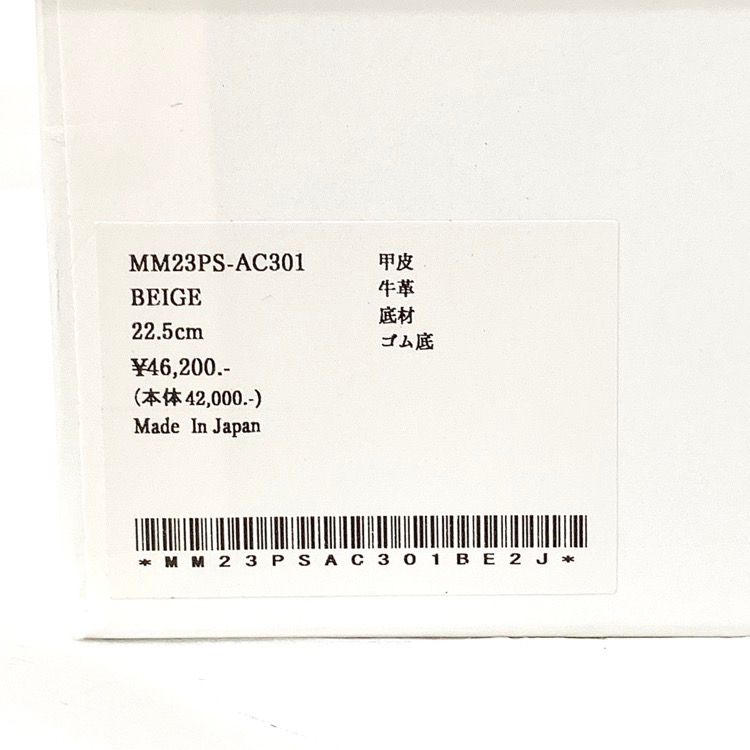 MM23PS-AC301
BEIGE
22.5cm
¥46,200.-
(本体42,000.-)
Made In Japan
甲皮
牛革
底材
ゴム底
*MM23PSAC301BE2J*